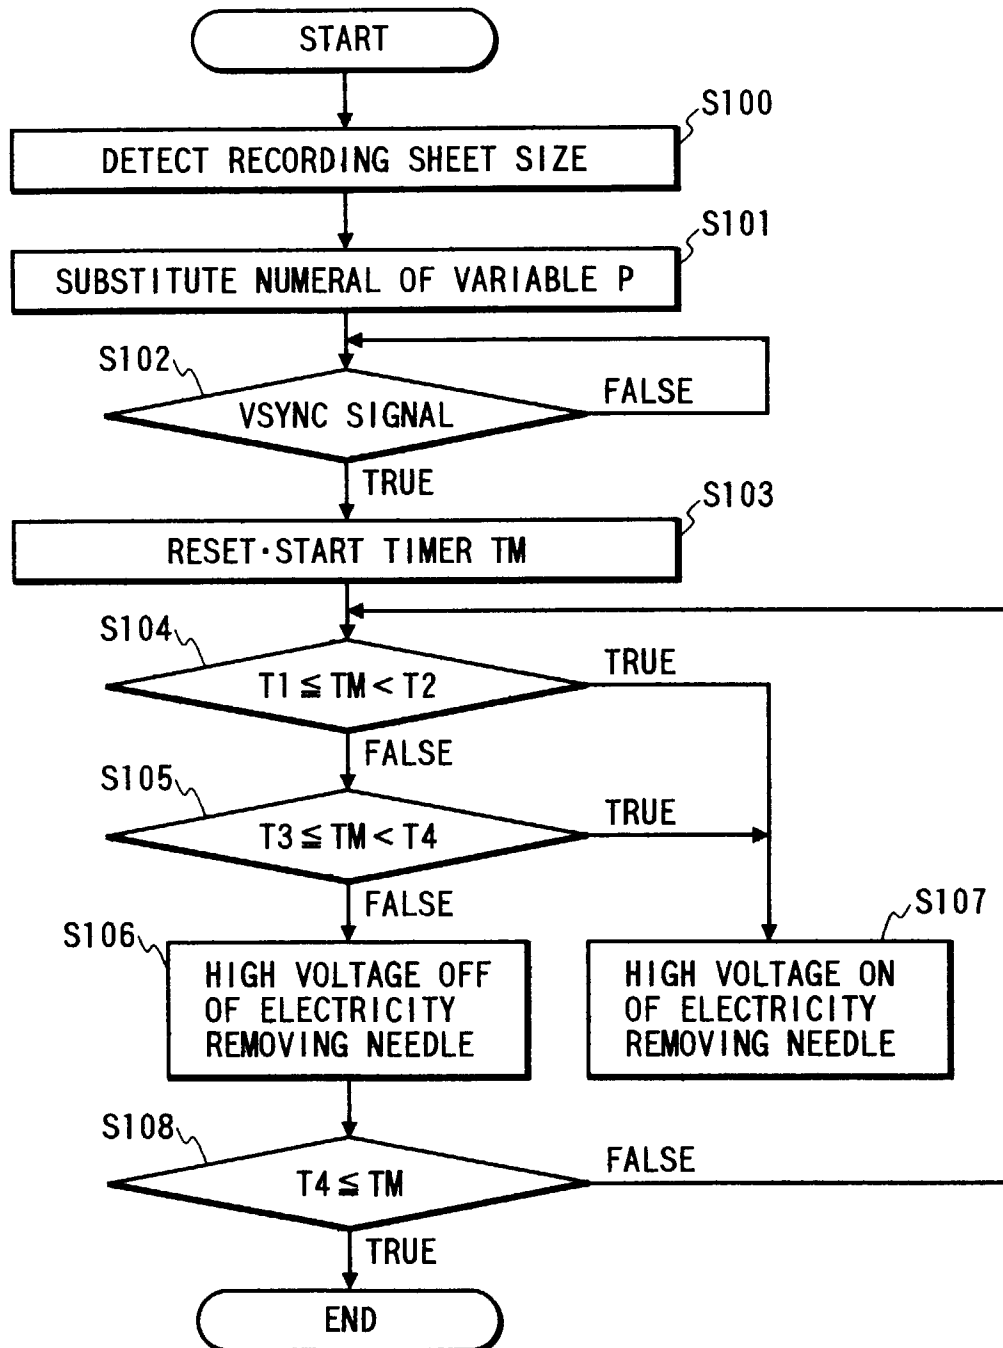 START
S100
DETECT RECORDING SHEET SIZE
S101
SUBSTITUTE NUMERAL OF VARIABLE P
S102
VSYNC SIGNAL
FALSE
TRUE
S103
RESET·START TIMER TM
S104
T1≦TM<T2
TRUE
FALSE
S105
T3≦TM<T4
TRUE
FALSE
S106
HIGH VOLTAGE OFF
OF ELECTRICITY
REMOVING NEEDLE
S107
HIGH VOLTAGE ON
OF ELECTRICITY
REMOVING NEEDLE
S108
T4≦TM
FALSE
TRUE
END